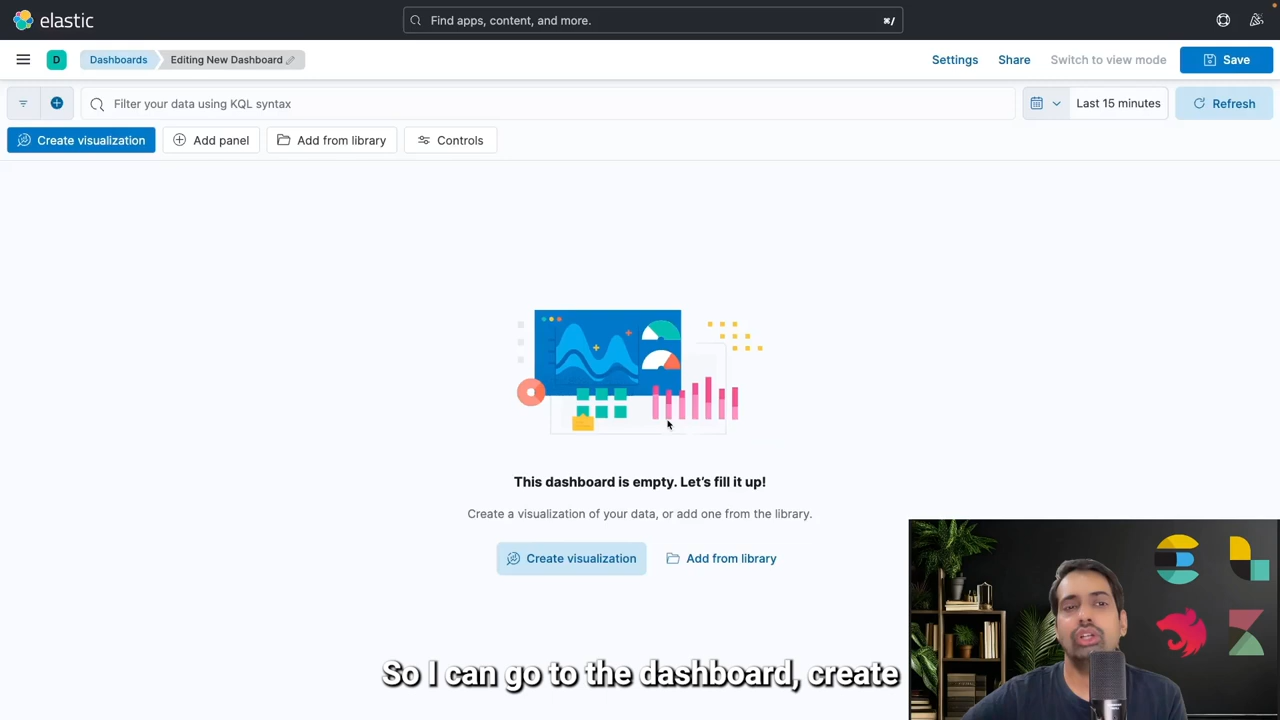 elastic
Find apps, content, and more.
⌘/
D
Dashboards
Editing New Dashboard
Settings
Share
Switch to view mode
Save
Filter your data using KQL syntax
Last 15 minutes
Refresh
Create visualization
Add panel
Add from library
Controls
This dashboard is empty. Let’s fill it up!
Create a visualization of your data, or add one from the library.
Create visualization
Add from library
So I can go to the dashboard, create